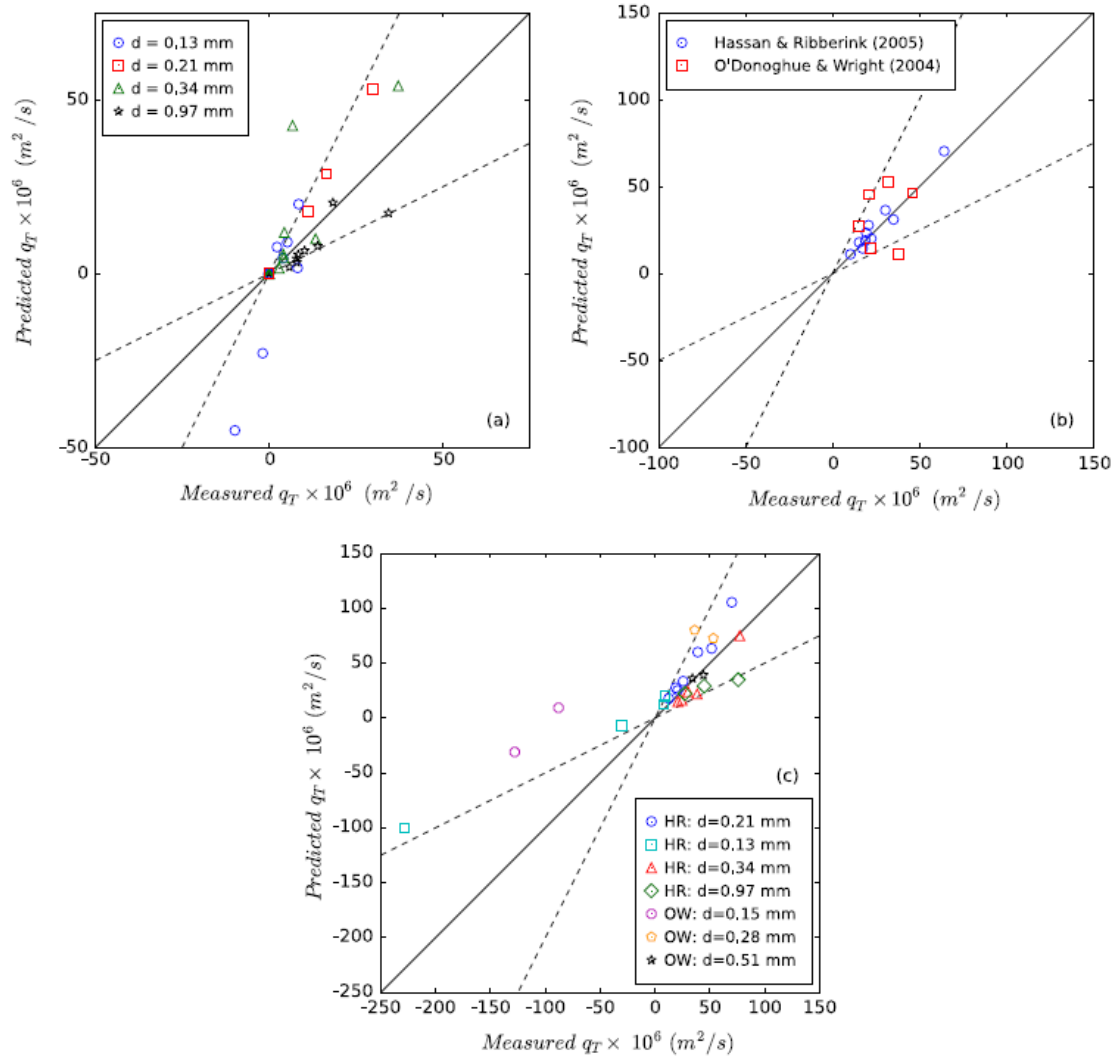 d = 0,13 mm
d = 0.21 mm
d = 0,34 mm
d = 0.97 mm
50
0
-50
-50
0
50
(a)
Predicted q_T × 10^6 (m^2 /s)
Measured q_T × 10^6 (m^2 /s)
150
Hassan & Ribberink (2005)
O'Donoghue & Wright (2004)
100
50
0
-50
-100
-100
-50
0
50
100
150
(b)
Predicted q_T × 10^6 (m^2 /s)
Measured q_T × 10^6 (m^2 /s)
150
100
50
0
-50
-100
-150
-200
-250
-250
-200
-150
-100
-50
0
50
100
150
(c)
HR: d=0.21 mm
HR: d=0.13 mm
HR: d=0,34 mm
HR: d=0,97 mm
OW: d=0.15 mm
OW: d=0,28 mm
OW: d=0.51 mm
Predicted q_T × 10^6 (m^2/s)
Measured q_T × 10^6 (m^2/s)